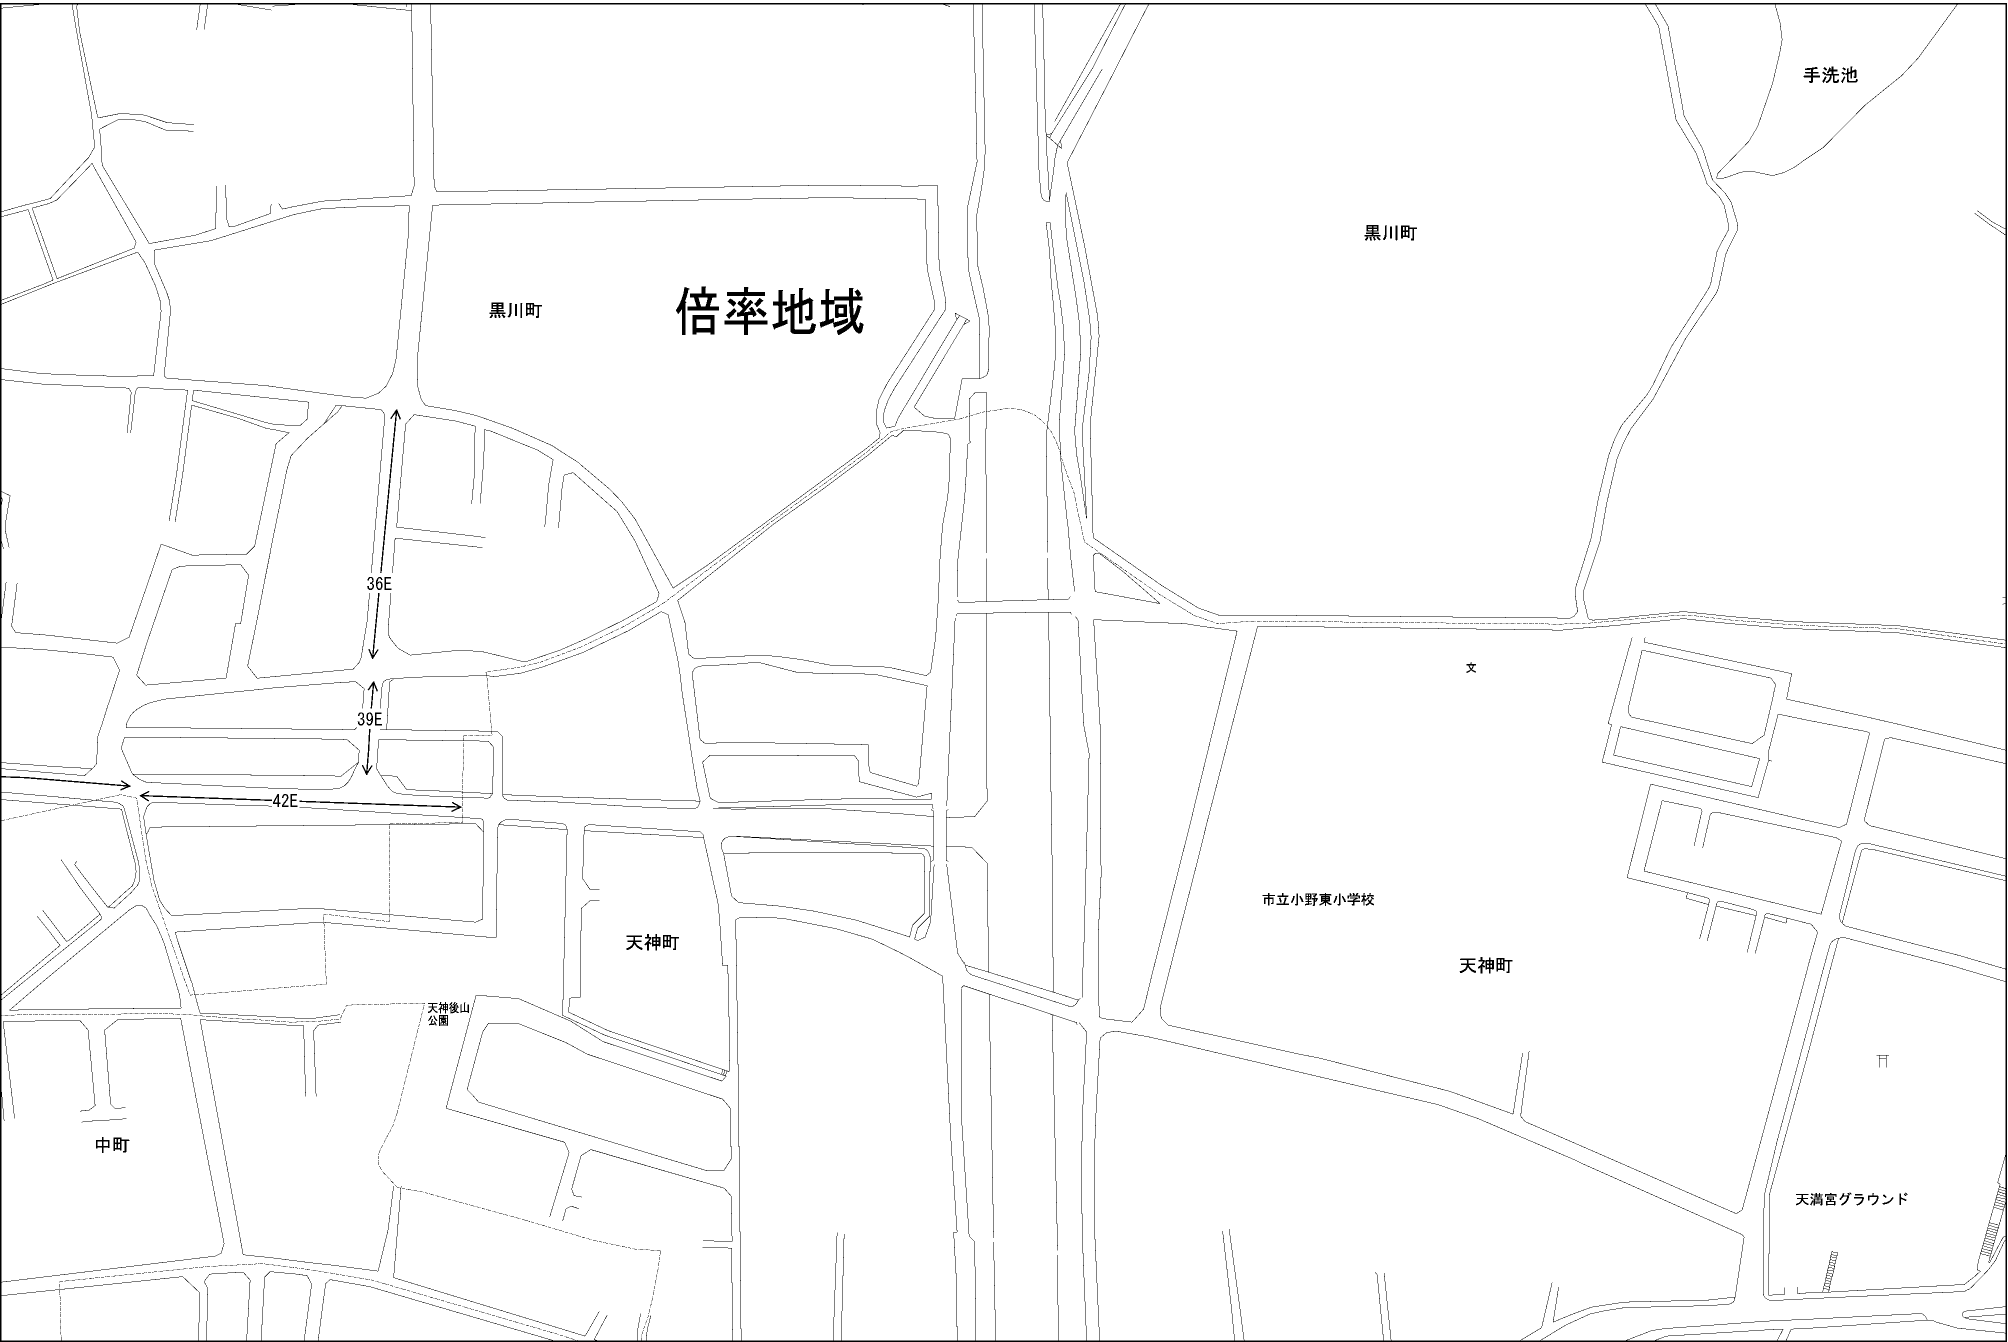 手洗池
黒川町
黒川町
倍率地域
36E
文
39E
42E
市立小野東小学校
天神町
天神町
天神後山
公園
中町
天満宮グラウンド